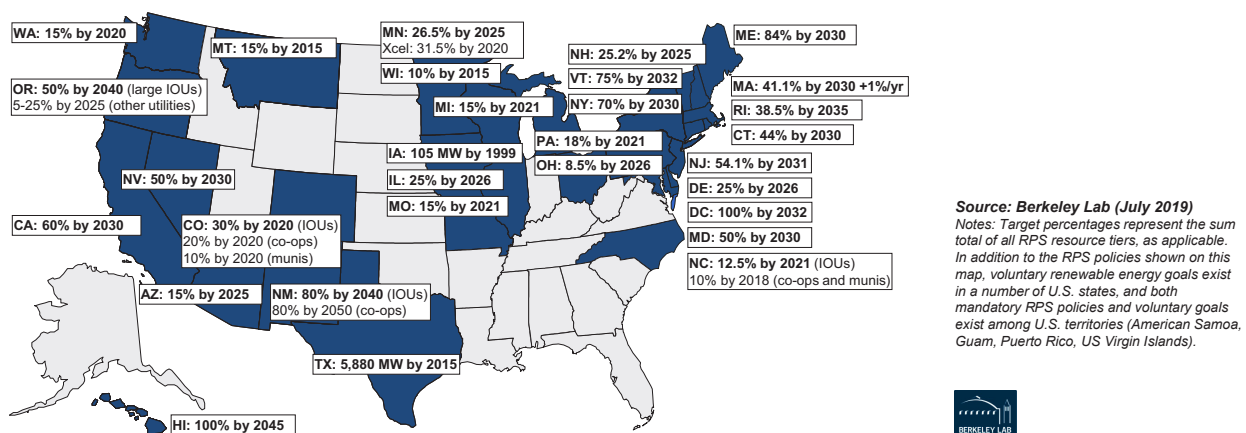 WA: 15% by 2020
MT: 15% by 2015
MN: 26.5% by 2025
Xcel: 31.5% by 2020
ME: 84% by 2030
NH: 25.2% by 2025
WI: 10% by 2015
VT: 75% by 2032
OR: 50% by 2040 (large IOUs)
5-25% by 2025 (other utilities)
MA: 41.1% by 2030 +1%/yr
MI: 15% by 2021
NY: 70% by 2030
RI: 38.5% by 2035
CT: 44% by 2030
PA: 18% by 2021
IA: 105 MW by 1999
OH: 8.5% by 2026
NJ: 54.1% by 2031
NV: 50% by 2030
IL: 25% by 2026
DE: 25% by 2026
MO: 15% by 2021
DC: 100% by 2032
CA: 60% by 2030
CO: 30% by 2020 (IOUs)
20% by 2020 (co-ops)
10% by 2020 (munis)
MD: 50% by 2030
NC: 12.5% by 2021 (IOUs)
10% by 2018 (co-ops and munis)
AZ: 15% by 2025
NM: 80% by 2040 (IOUs)
80% by 2050 (co-ops)
TX: 5,880 MW by 2015
HI: 100% by 2045
Source: Berkeley Lab (July 2019)
Notes: Target percentages represent the sum
total of all RPS resource tiers, as applicable.
In addition to the RPS policies shown on this
map, voluntary renewable energy goals exist
in a number of U.S. states, and both
mandatory RPS policies and voluntary goals
exist among U.S. territories (American Samoa,
Guam, Puerto Rico, US Virgin Islands).
BERKELEY LAB